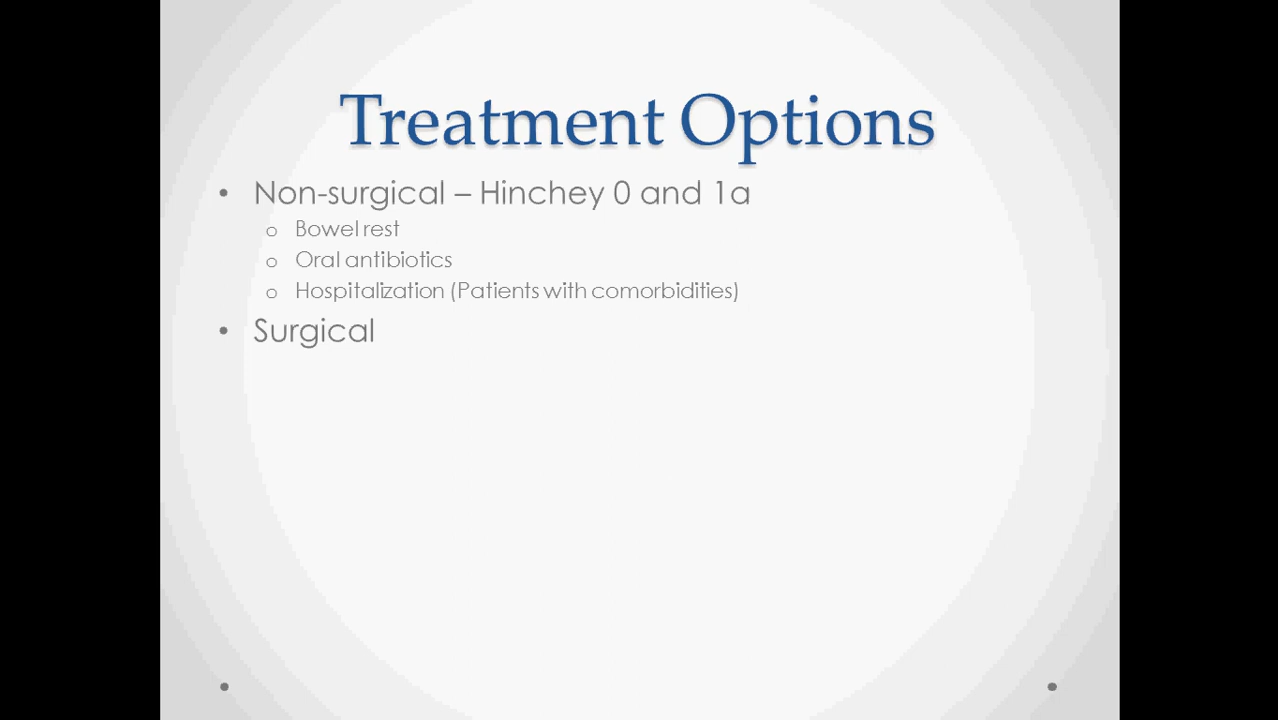 Treatment Options
• Non-surgical – Hinchey 0 and 1a
o Bowel rest
o Oral antibiotics
o Hospitalization (Patients with comorbidities)
• Surgical